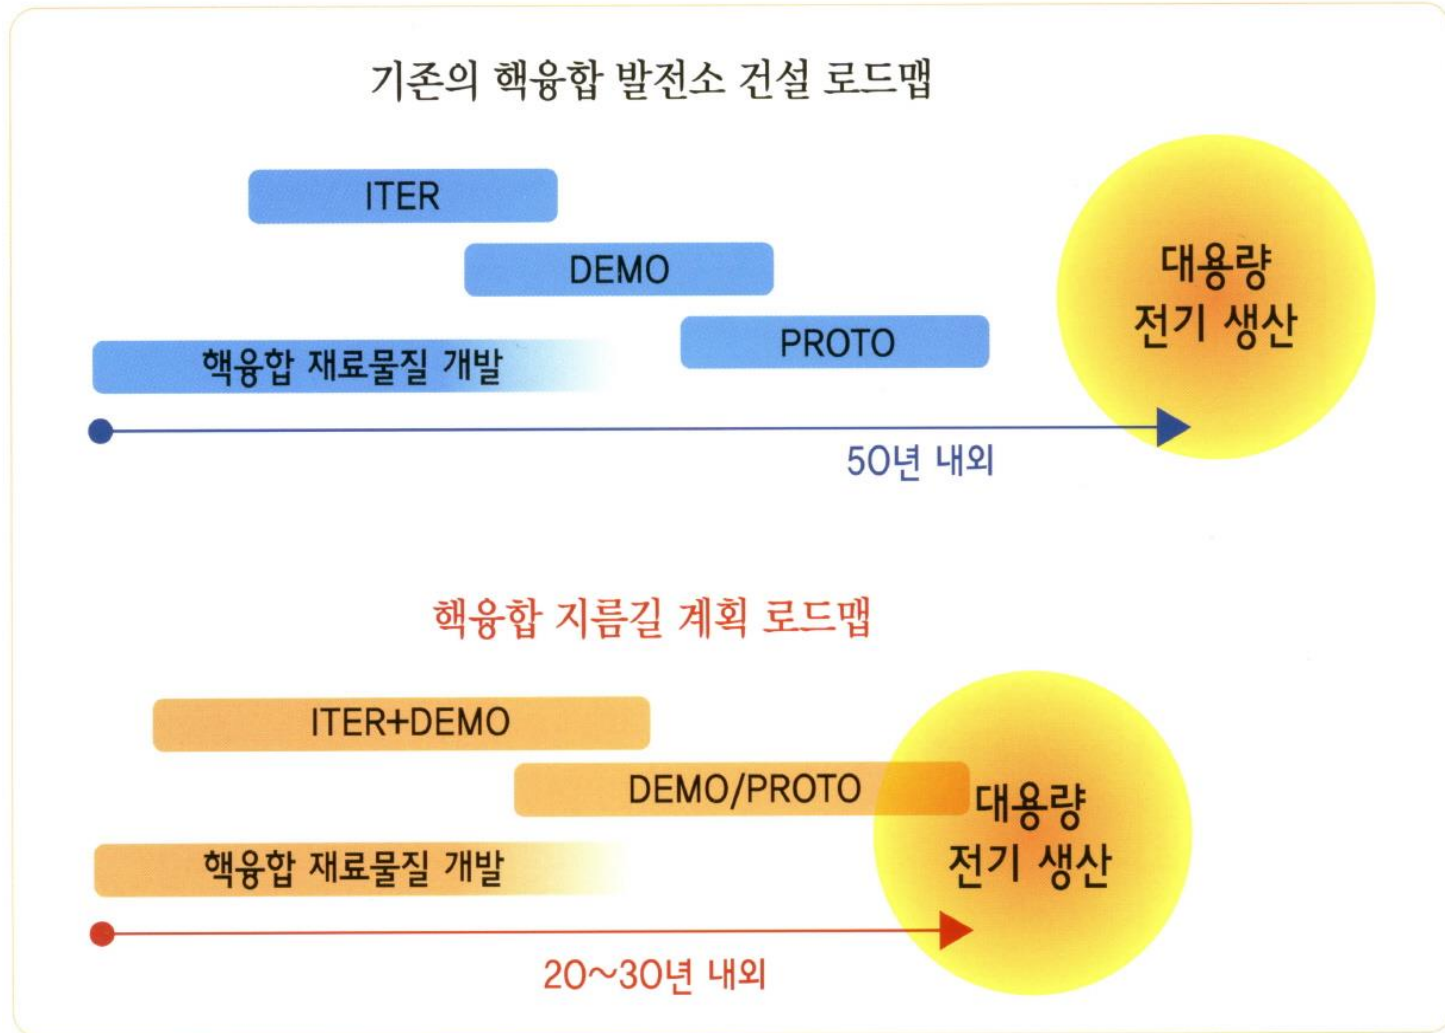 기존의 핵융합 발전소 건설 로드맵
ITER
DEMO
PROTO
핵융합 재료물질 개발
대용량
전기 생산
50년 내외
핵융합 지름길 계획 로드맵
ITER+DEMO
DEMO/PROTO
핵융합 재료물질 개발
대용량
전기 생산
20~30년 내외